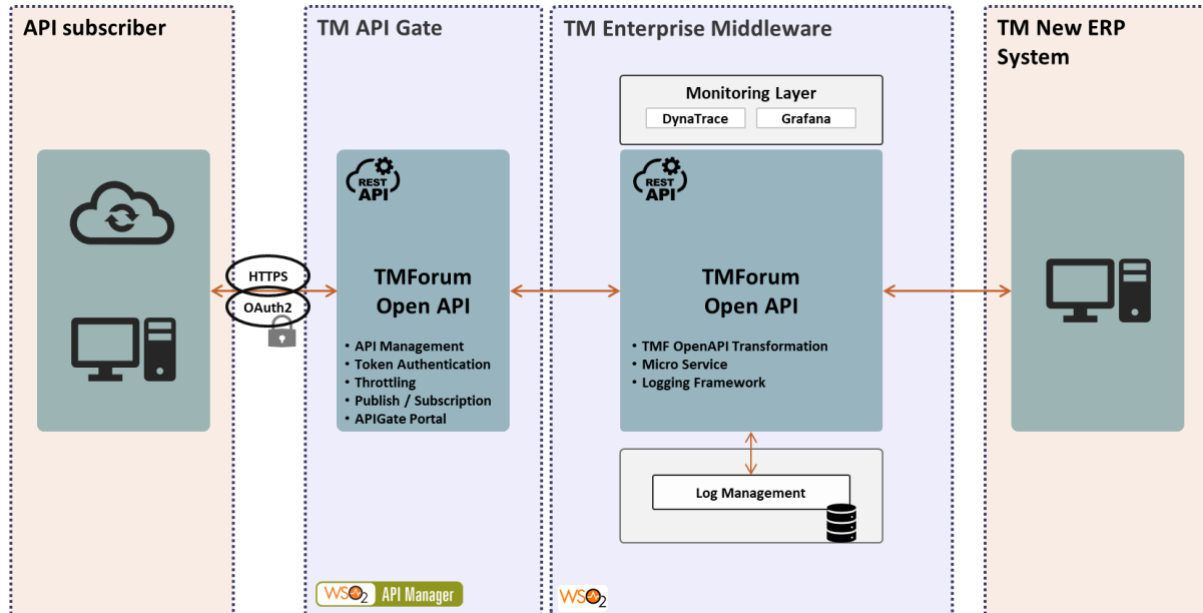 API subscriber
TM API Gate
TM Enterprise Middleware
TM New ERP
System
Monitoring Layer
DynaTrace
Grafana
REST
API
REST
API
HTTPS
OAuth2
TMForum
Open API
• API Management
• Token Authentication
• Throttling
• Publish / Subscription
• APIGate Portal
TMForum
Open API
• TMF OpenAPI Transformation
• Micro Service
• Logging Framework
Log Management
WSO2 API Manager
WSO2